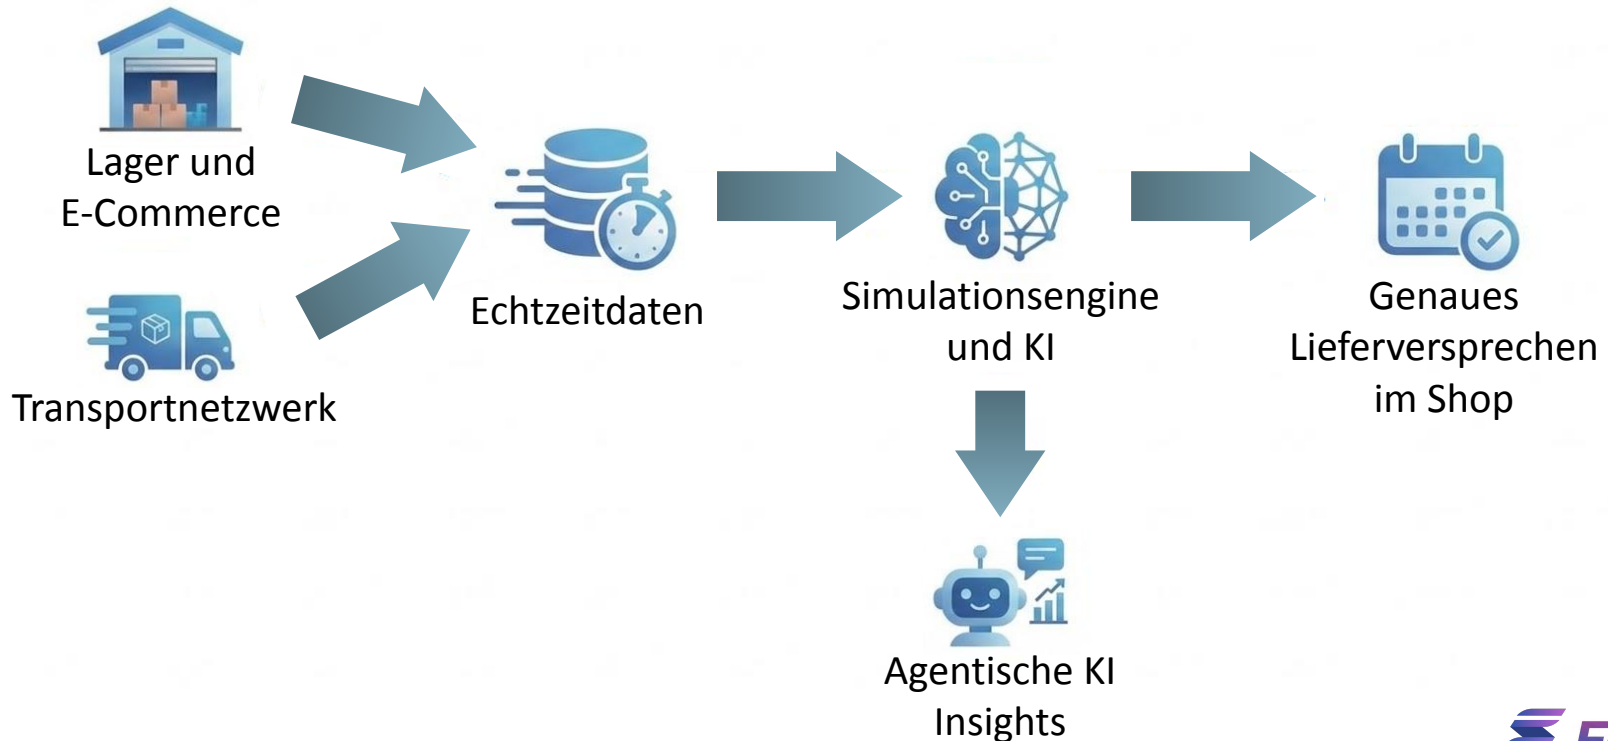 Lager und
E-Commerce
Transportnetzwerk
Echtzeitdaten
Simulationsengine
und KI
Genaues
Lieferversprechen
im Shop
Agentische KI
Insights